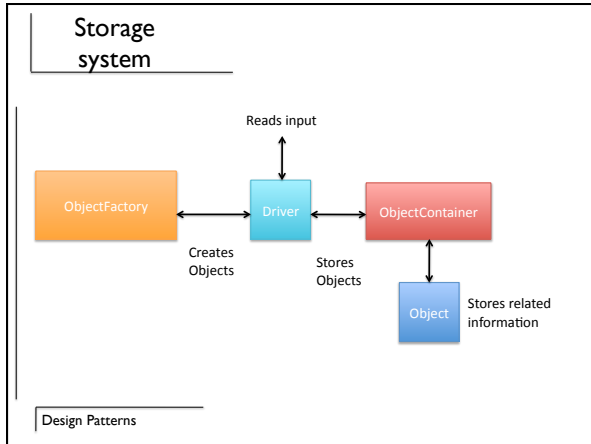 Storage
system
Reads input
ObjectFactory
Driver
ObjectContainer
Creates
Objects
Stores
Objects
Object
Stores related
information
Design Patterns